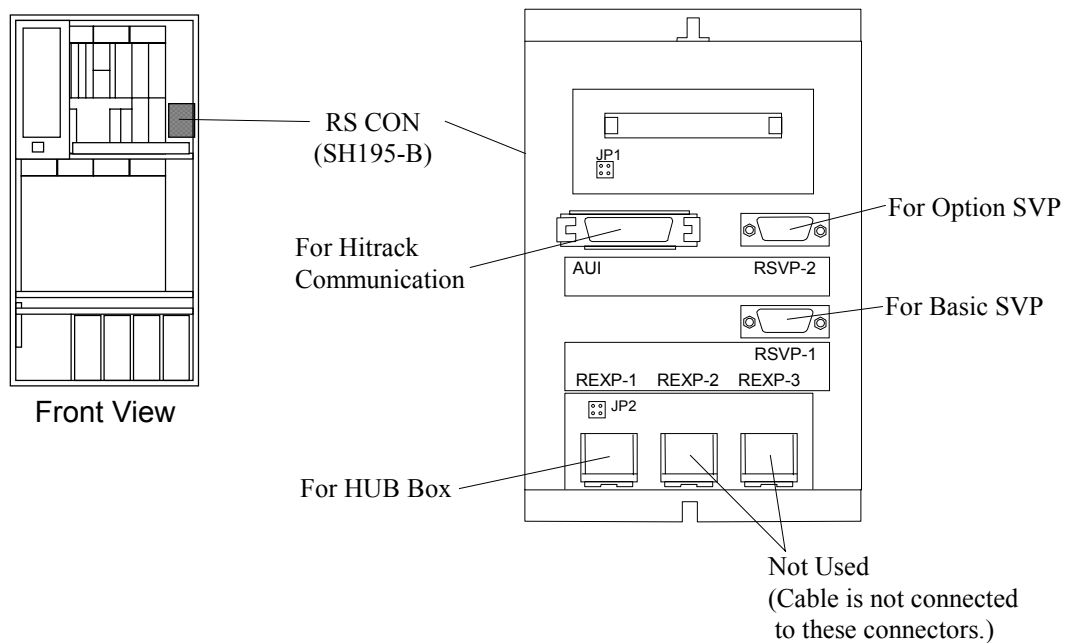 RS CON
(SH195-B)
JP1
For Option SVP
For Hitrack
Communication
AUI
RSVP-2
For Basic SVP
RSVP-1
REXP-1
REXP-2
REXP-3
Front View
JP2
For HUB Box
Not Used
(Cable is not connected
to these connectors.)